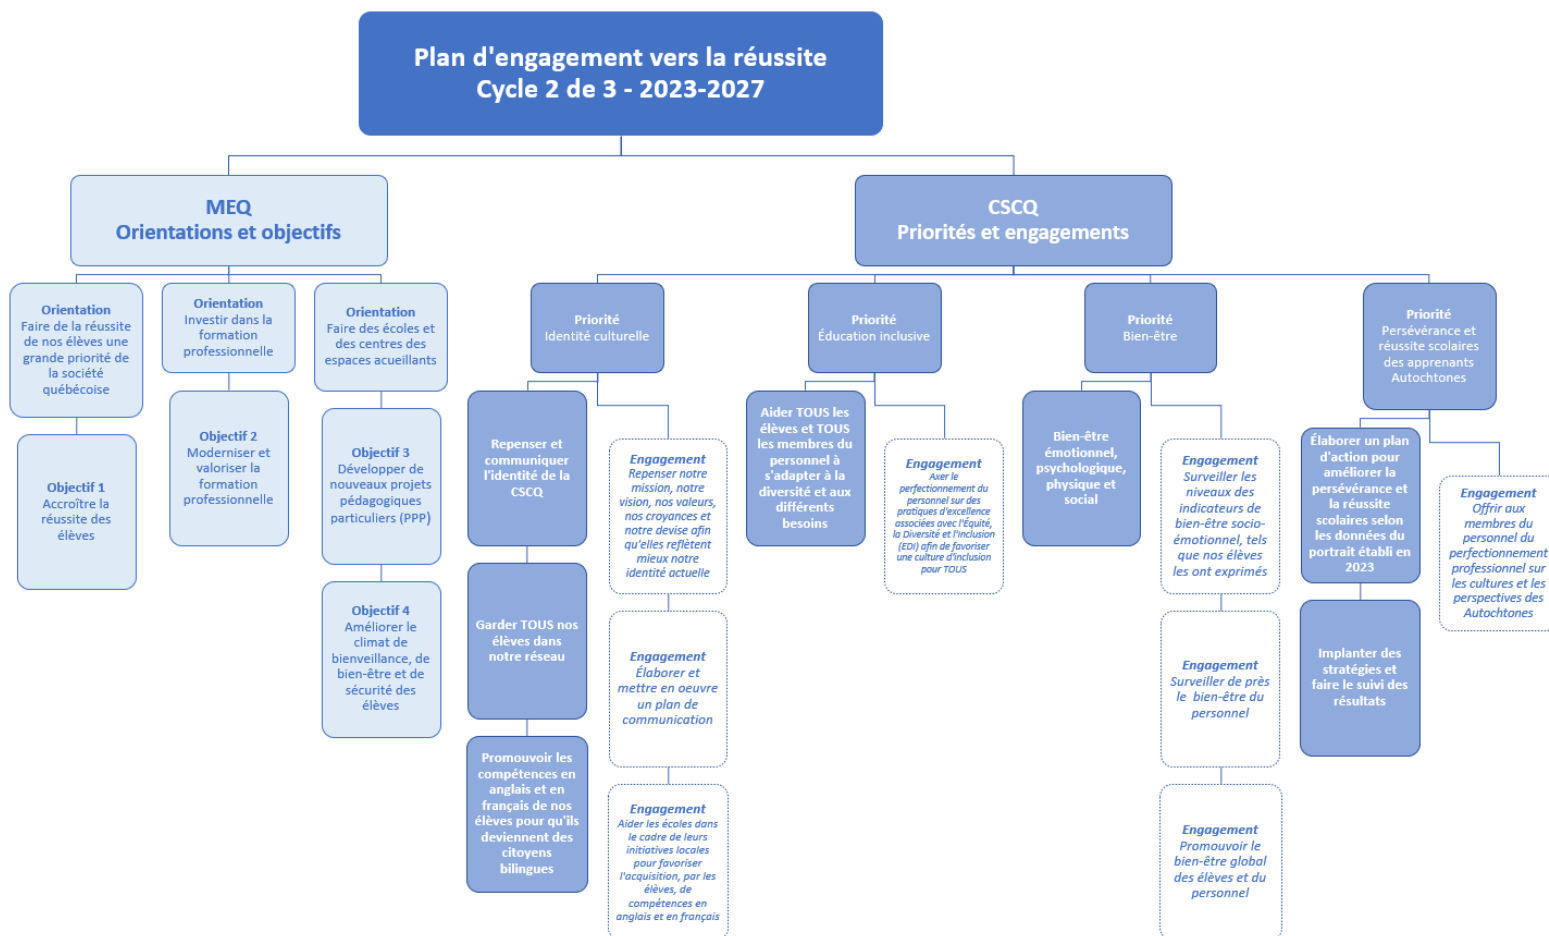 Plan d'engagement vers la réussite
Cycle 2 de 3 - 2023-2027
MEQ
Orientations et objectifs
CSCQ
Priorités et engagements
Orientation
Faire de la réussite
de nos élèves une
grande priorité de
la société
québécoise
Objectif 1
Accroître la
réussite des
élèves
Orientation
Investir dans la
formation
professionnelle
Objectif 2
Moderniser et
valoriser la
formation
professionnelle
Orientation
Faire des écoles et
des centres des
espaces acueillants
Objectif 3
Développer de
nouveaux projets
pédagogiques
particuliers (PPP)
Objectif 4
Améliorer le
climat de
bienveillance, de
bien-être et de
sécurité des
élèves
Priorité
Identité culturelle
Repenser et
communiquer
l'identité de la
CSCQ
Garder TOUS nos
élèves dans
notre réseau
Promouvoir les
compétences en
anglais et en
français de nos
élèves pour qu'ils
deviennent des
citoyens
bilingues
Engagement
Repenser notre
mission, notre
vision, nos valeurs,
nos croyances et
notre devise afin
qu'elles reflètent
mieux notre
identité actuelle
Engagement
Élaborer et
mettre en oeuvre
un plan de
communication
Engagement
Aider les écoles dans
le cadre de leurs
initiatives locales
pour favoriser
l'acquisition, par les
élèves, de
compétences en
anglais et en français
Priorité
Éducation inclusive
Aider TOUS les
élèves et TOUS
les membres du
personnel à
s'adapter à la
diversité et aux
différents
besoins
Engagement
Axer le
perfectionnement du
personnel sur des
pratiques d'excellence
associées avec l'Équité,
la Diversité et l'inclusion
(EDI) afin de favoriser
une culture d'inclusion
pour TOUS
Priorité
Bien-être
Bien-être
émotionnel,
psychologique,
physique et
social
Engagement
Surveiller les
niveaux des
indicateurs de
bien-être socio-
émotionnel, tels
que nos élèves
les ont exprimés
Engagement
Surveiller de près
le bien-être du
personnel
Engagement
Promouvoir le
bien-être global
des élèves et du
personnel
Priorité
Persévérance et
réussite scolaires
des apprenants
Autochtones
Élaborer un plan
d'action pour
améliorer la
persévérance et
la réussite
scolaires selon
les données du
portrait établi en
2023
Implanter des
stratégies et
faire le suivi des
résultats
Engagement
Offrir aux
membres du
personnel du
perfectionnement
professionnel sur
les cultures et les
perspectives des
Autochtones